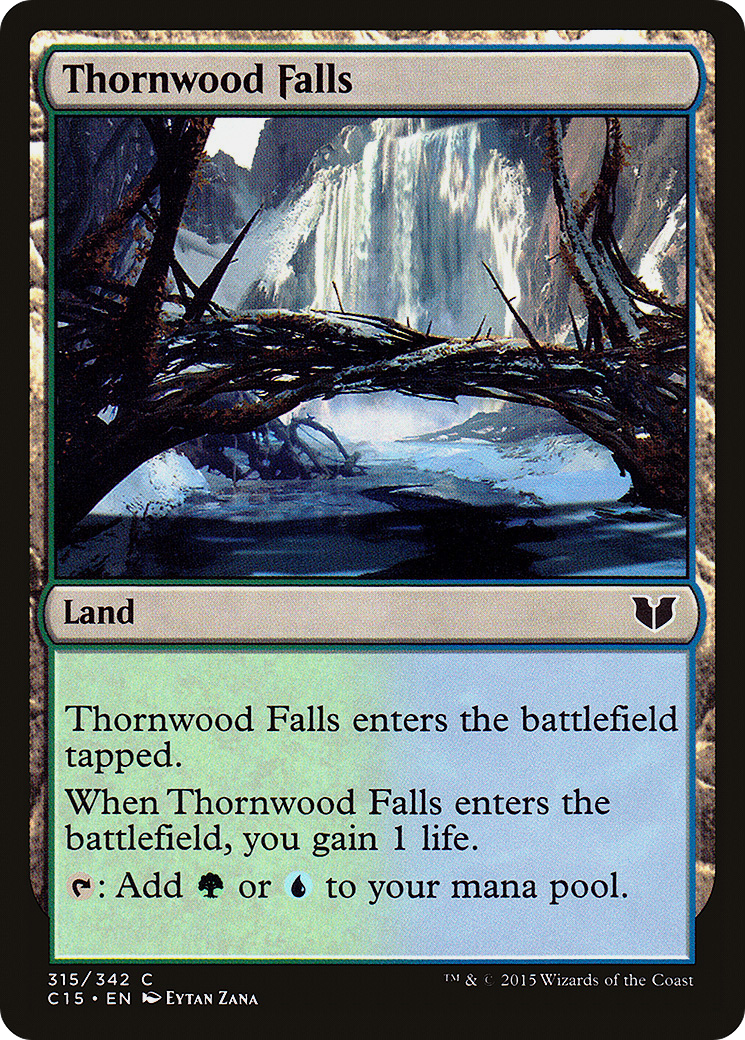 Thornwood Falls
Land
Thornwood Falls enters the battlefield
tapped.
When Thornwood Falls enters the
battlefield, you gain 1 life.
: Add or to your mana pool.
315/342 C
™ & © 2015 Wizards of the Coast
C15 • EN Eytan Zana